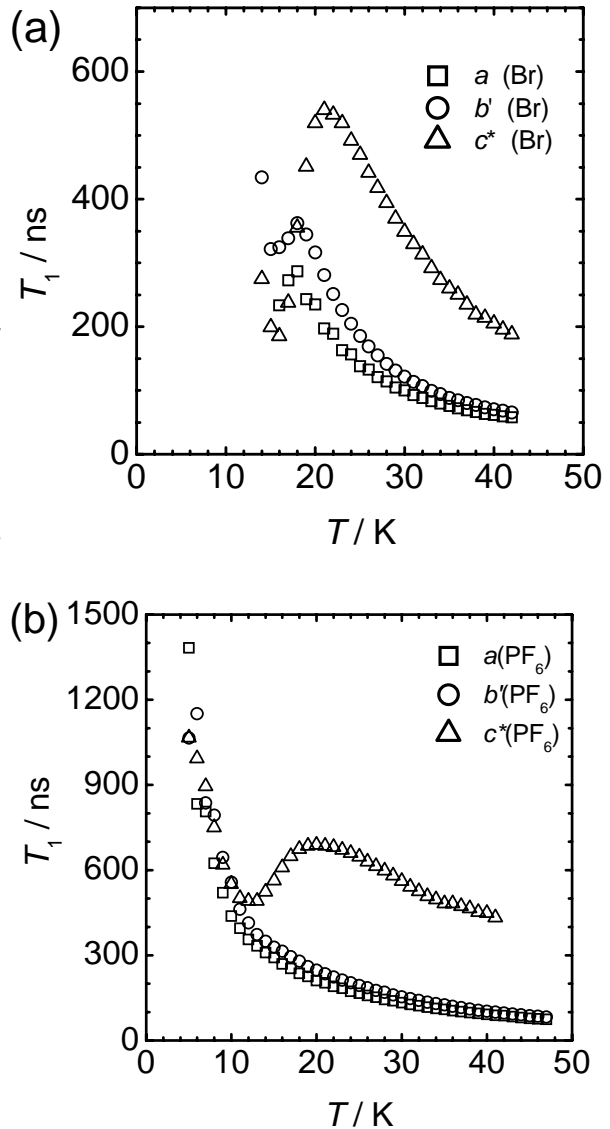 (a)
600
400
200
0
T₁ / ns
a (Br)
b' (Br)
c* (Br)
0 10 20 30 40 50
T / K
(b)
1500
1200
900
600
300
0
T₁ / ns
a(PF₆)
b'(PF₆)
c*(PF₆)
0 10 20 30 40 50
T / K